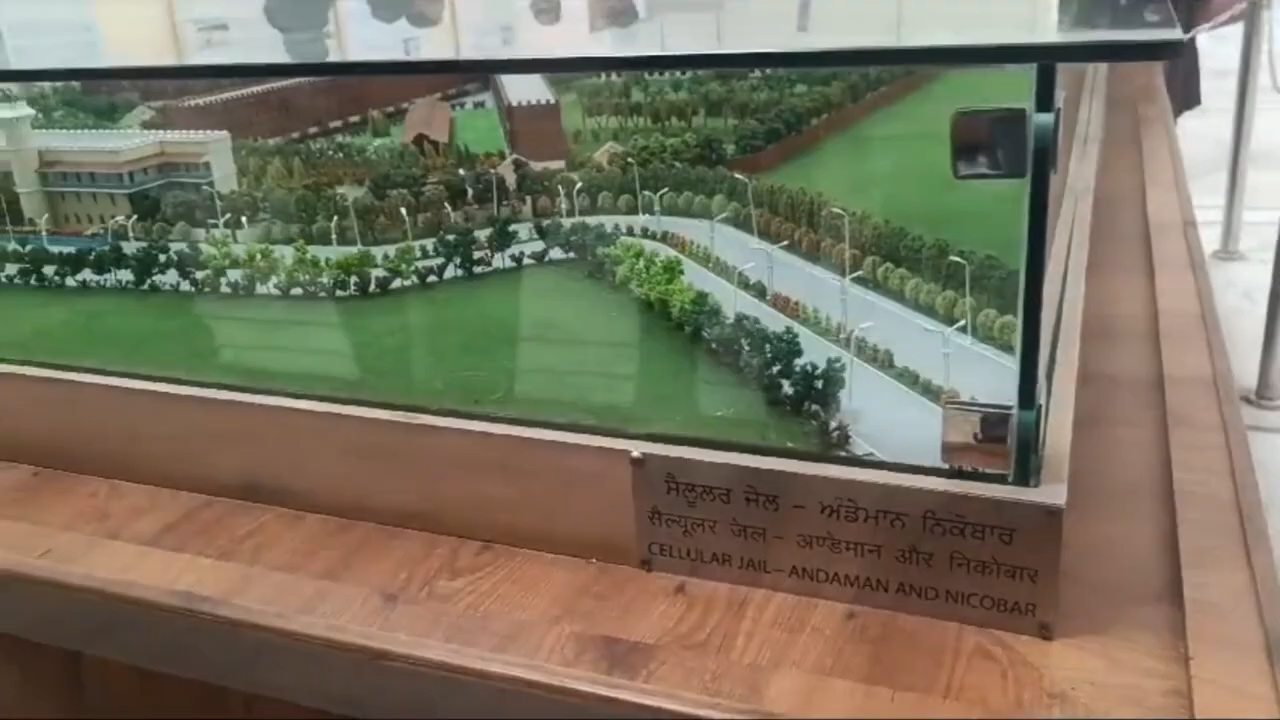 ਸੈਲੂਲਰ ਜੇਲ - ਅੰਡੇਮਾਨ ਨਿਕੋਬਾਰ
सैल्यूलर जेल - अण्डेमान और निकोबार
CELLULAR JAIL – ANDAMAN AND NICOBAR